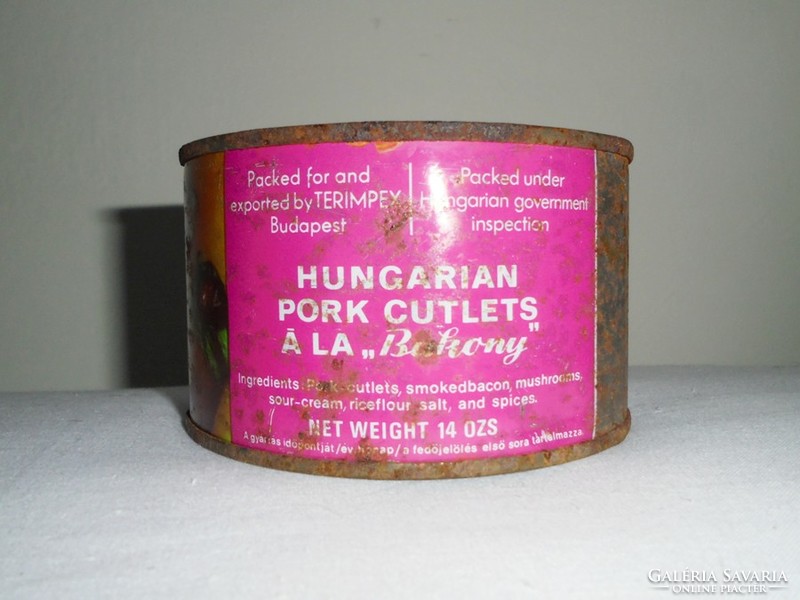 Packed for and
exported by TERIMPEX
Budapest
Packed under
Hungarian government
inspection
HUNGARIAN
PORK CUTLETS
À LA „Bakony"
Ingredients: Pork-cutlets, smokedbacon, mushrooms,
sour-cream, riceflour, salt, and spices.
NET WEIGHT 14 OZS
A gyártás időpontját /év, hónap/ a fedőjelölés első sora tartalmazza.
GALÉRIA SAVARIA
ONLINE PIACTÉR